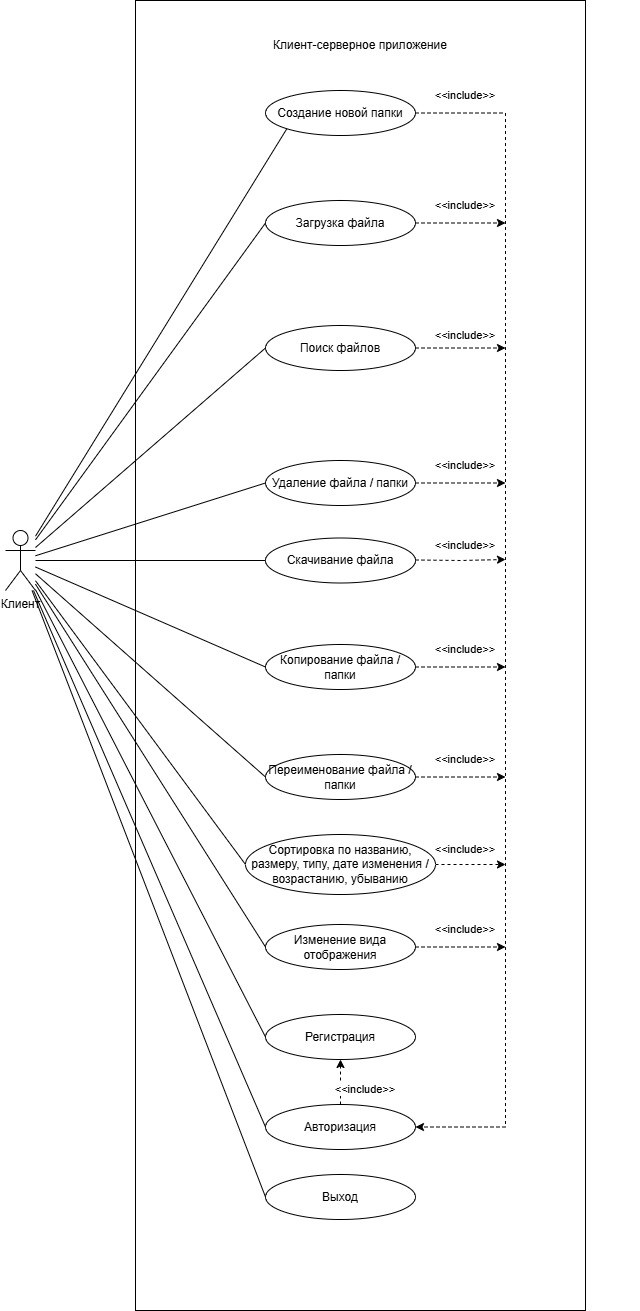 Клиент-серверное приложение
<<include>>
Создание новой папки
<<include>>
Загрузка файла
<<include>>
Поиск файлов
<<include>>
Удаление файла / папки
<<include>>
Скачивание файла
Клиент
<<include>>
Копирование файла /
папки
<<include>>
Переименование файла /
папки
<<include>>
Сортировка по названию,
размеру, типу, дате изменения /
возрастанию, убыванию
<<include>>
Изменение вида
отображения
Регистрация
<<include>>
Авторизация
Выход